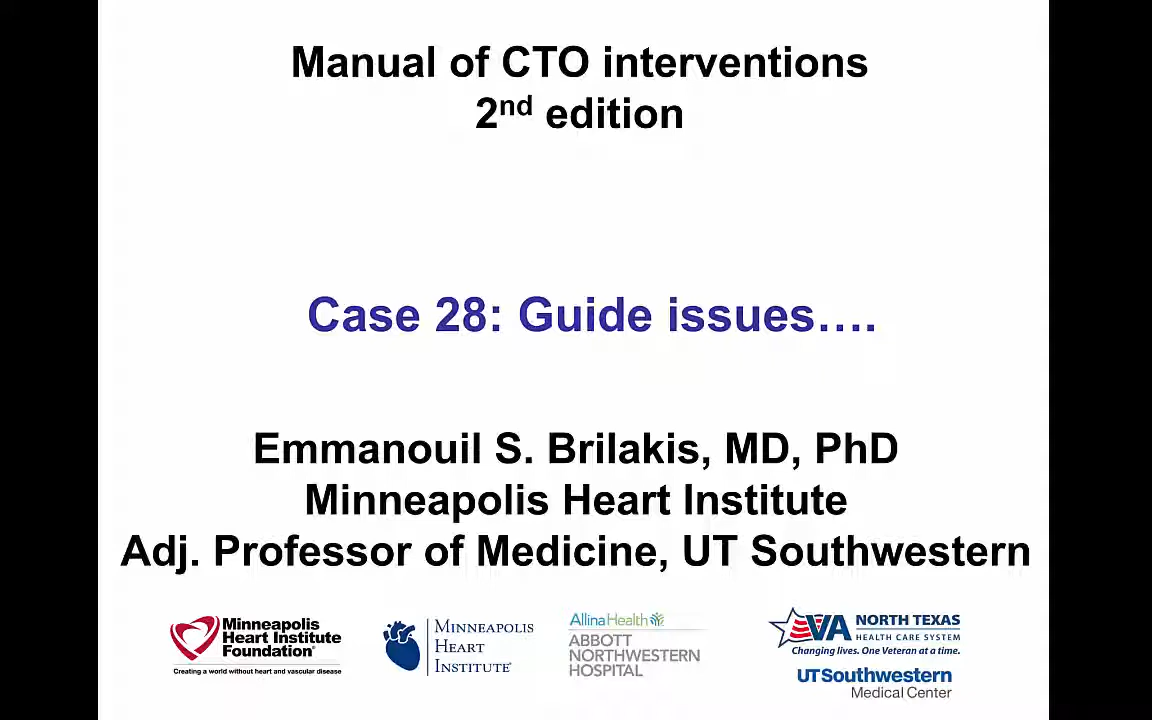 Manual of CTO interventions
2nd edition
Case 28: Guide issues….
Emmanouil S. Brilakis, MD, PhD
Minneapolis Heart Institute
Adj. Professor of Medicine, UT Southwestern
Minneapolis
Heart Institute
Foundation®
Creating a world without heart and vascular disease
MINNEAPOLIS
HEART
INSTITUTE®
AllinaHealth
ABBOTT
NORTHWESTERN
HOSPITAL
VA NORTH TEXAS
HEALTH CARE SYSTEM
Changing lives. One Veteran at a time.
UTSouthwestern
Medical Center